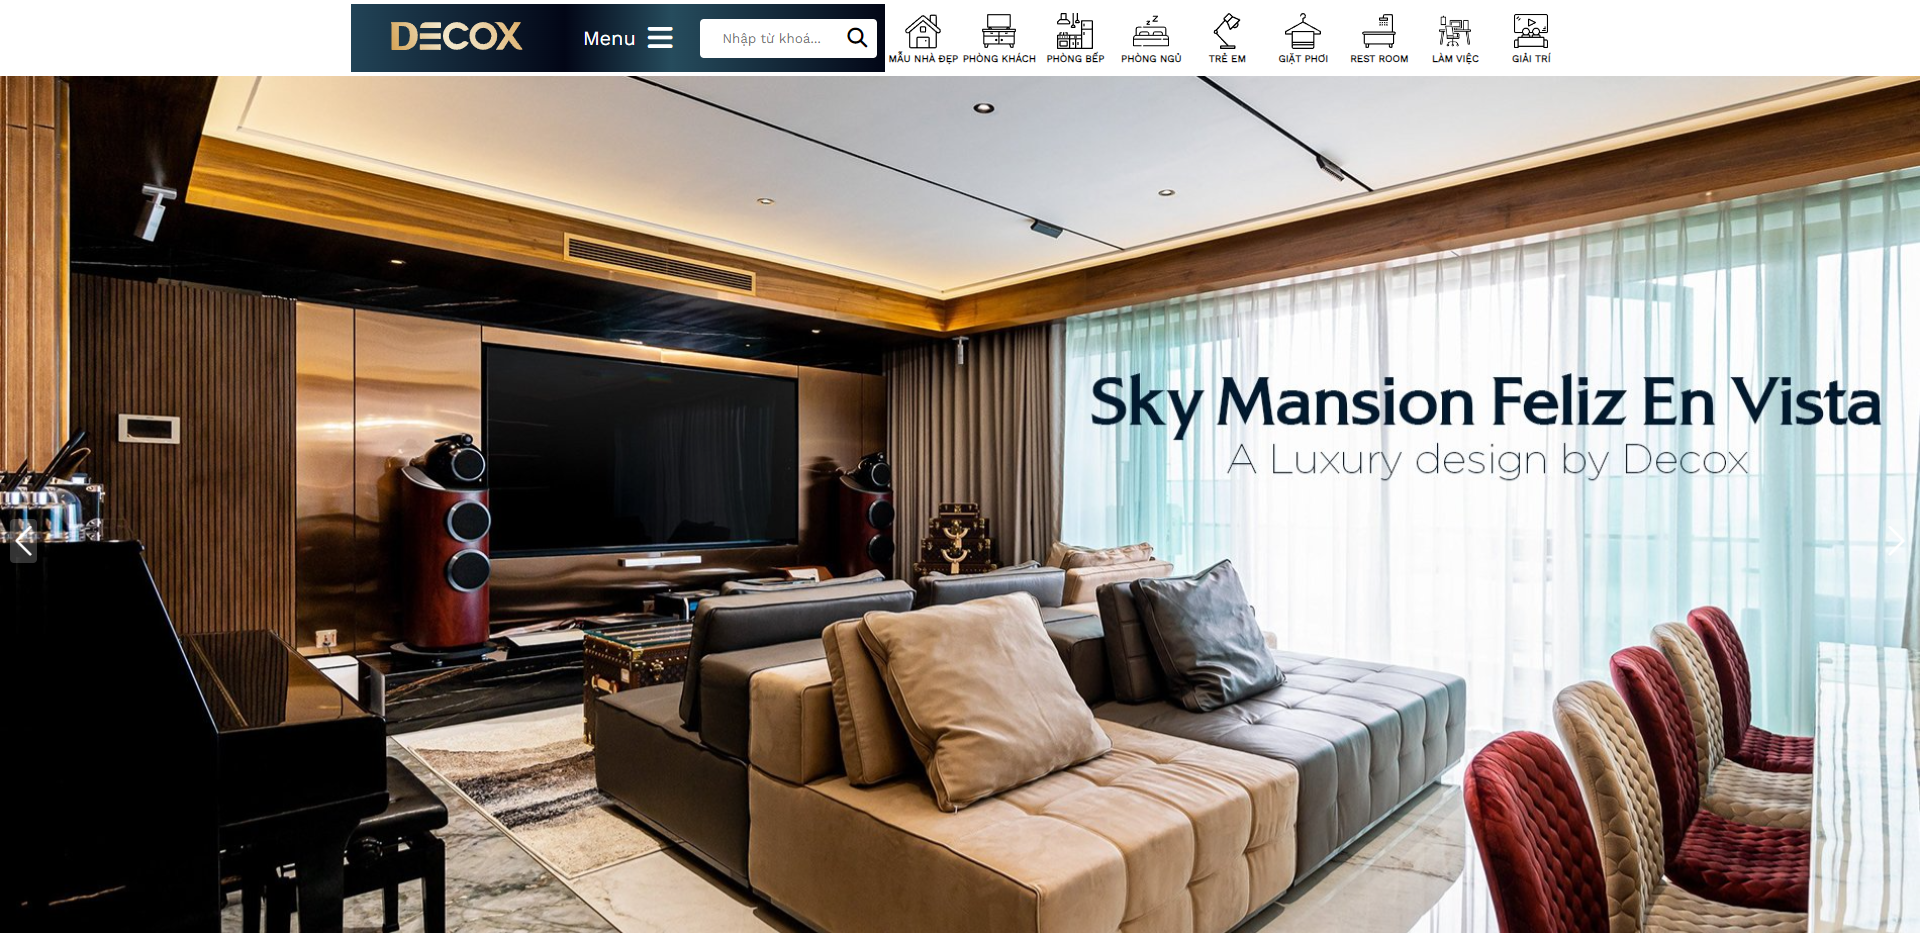 DECOX
Menu
Nhập từ khoá...
MẪU NHÀ ĐẸP
PHÒNG KHÁCH
PHÒNG BẾP
PHÒNG NGỦ
TRẺ EM
GIẶT PHƠI
REST ROOM
LÀM VIỆC
GIẢI TRÍ
Sky Mansion Feliz En Vista
A Luxury design by Decox